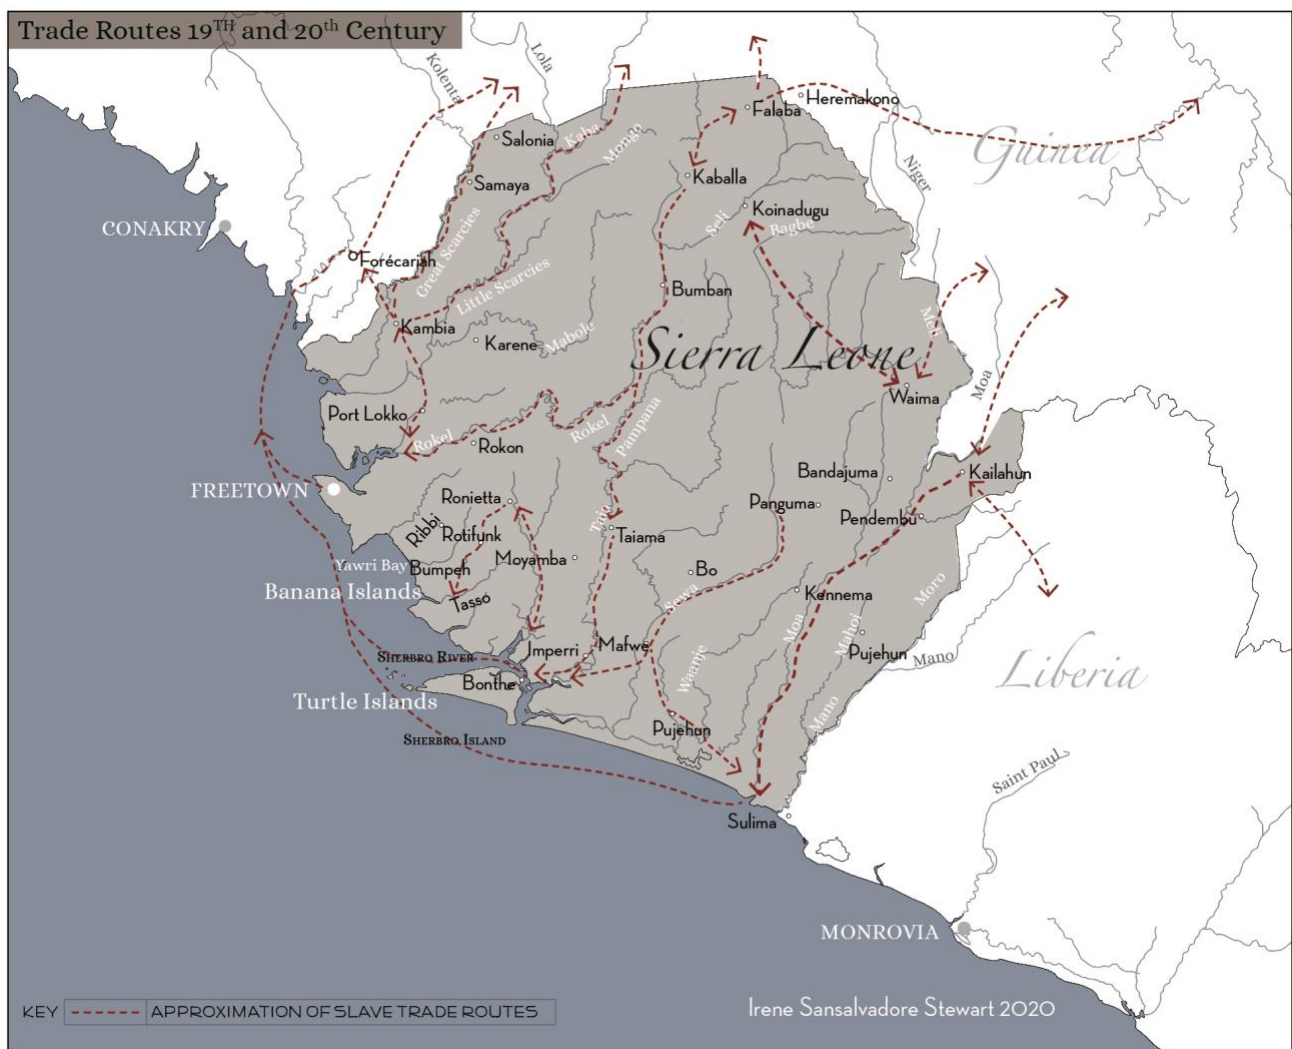 Trade Routes 19TH and 20th Century
Kolenta
Lola
Heremakono
Falaba
Guinea
Salonia
Kaba
Mongo
Niger
Kaballa
Samaya
Koinadugu
Seli
Bagbe
CONAKRY
Forécariah
Great Scarcies
Little Scarcies
Bumban
Meli
Kambia
Karene
Mabole
Sierra Leone
Moa
Waima
Port Lokko
Rokel
Rokel
Pampana
Rokon
Bandajuma
Kailahun
FREETOWN
Ronietta
Panguma
Pendembu
Ribbi
Rotifunk
Taiu
Taiama
Yawri Bay
Bumpeh
Moyamba
Bo
Banana Islands
Tasso
Sewa
Kennema
Moro
Moa
Mahoi
Sherbro River
Imperri
Mafwe
Waanje
Pujehun
Mano
Liberia
Bonthe
Turtle Islands
Mano
Pujehun
Sherbro Island
Saint Paul
Sulima
MONROVIA
KEY APPROXIMATION OF SLAVE TRADE ROUTES
Irene Sansalvadore Stewart 2020